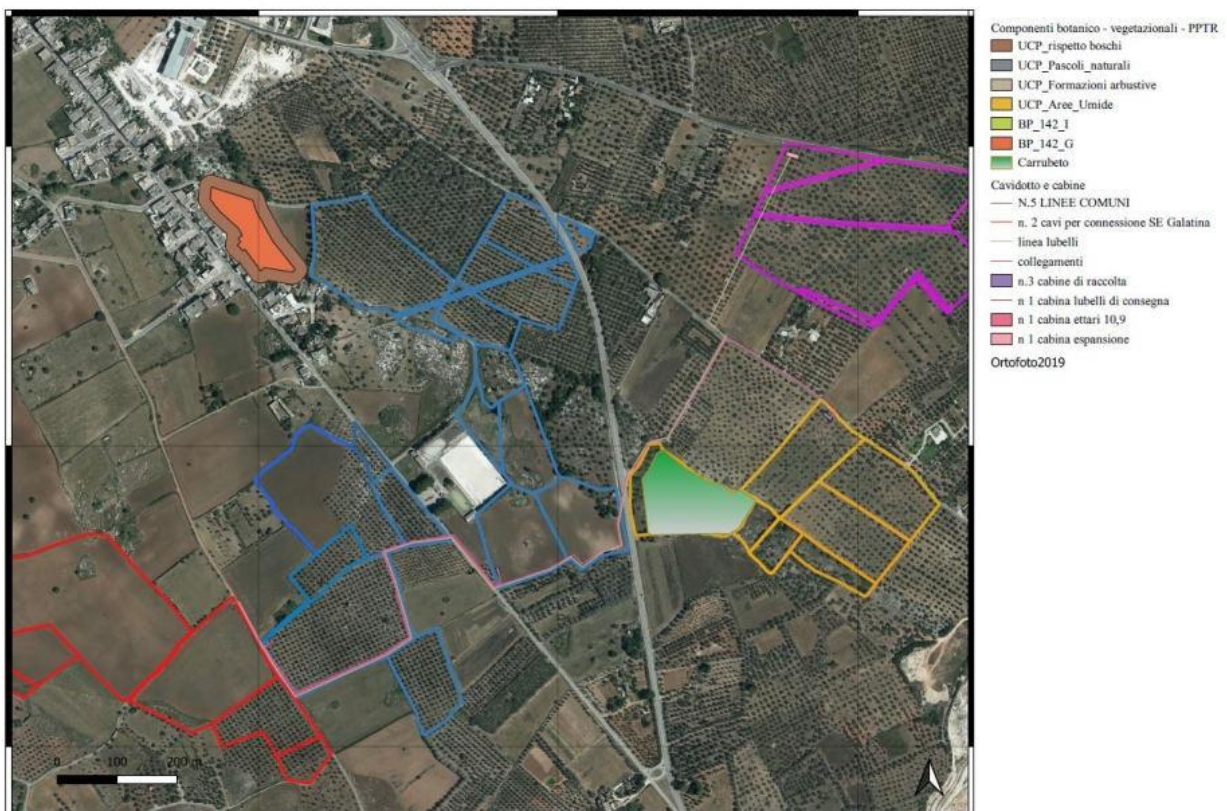 Componenti botanico - vegetazionali - PPTR
UCP_rispetto boschi
UCP_Pascoli_naturali
UCP_Formazioni arbustive
UCP_Aree_Umide
BP_142_I
BP_142_G
Carrubeto
Cavidotto e cabine
N.5 LINEE COMUNI
n. 2 cavi per connessione SE Galatina
linea lubelli
collegamenti
n.3 cabine di raccolta
n 1 cabina lubelli di consegna
n 1 cabina ettari 10,9
n 1 cabina espansione
Ortofoto2019
0 100 200 m